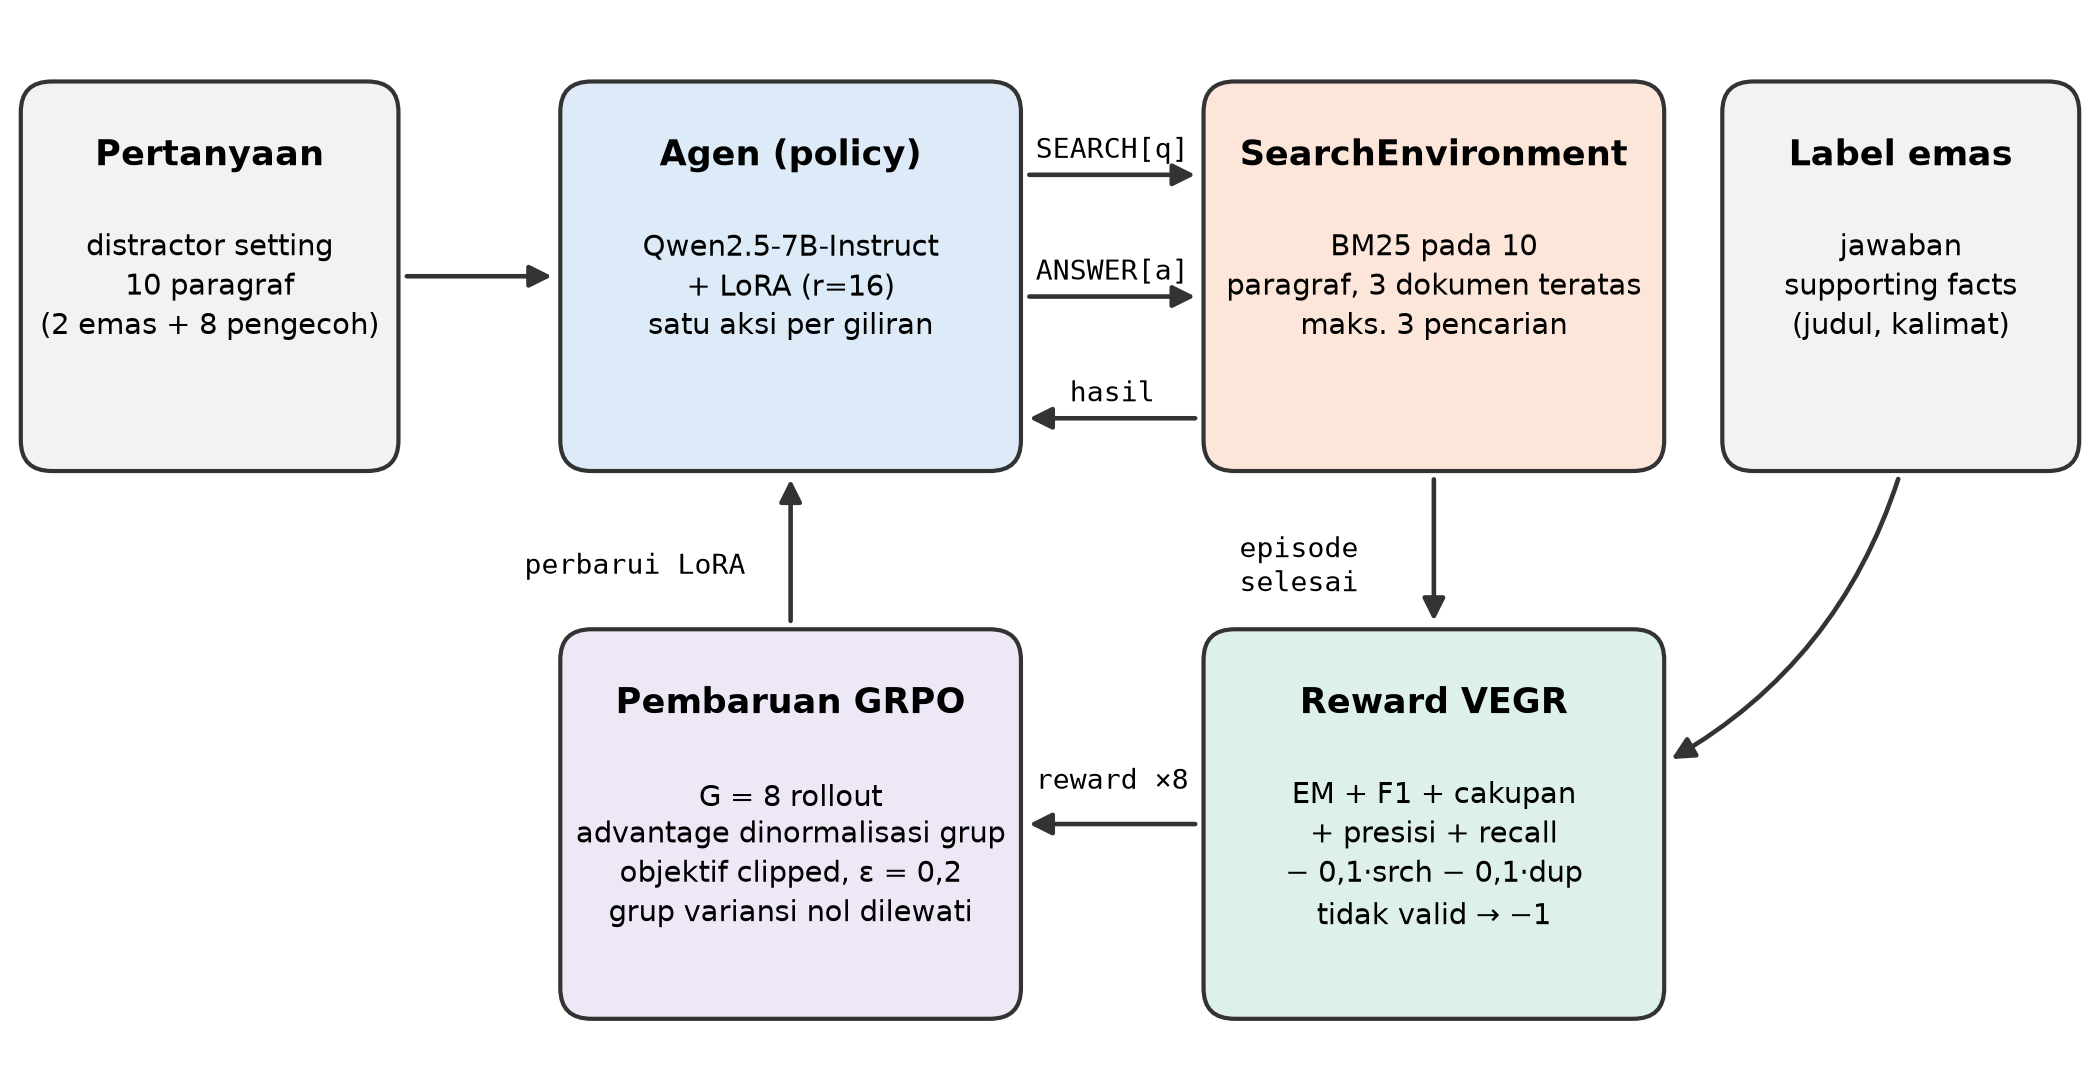 Pertanyaan
distractor setting
10 paragraf
(2 emas + 8 pengecoh)
Agen (policy)
Qwen2.5-7B-Instruct
+ LoRA (r=16)
satu aksi per giliran
SEARCH[q]
ANSWER[a]
hasil
SearchEnvironment
BM25 pada 10
paragraf, 3 dokumen teratas
maks. 3 pencarian
Label emas
jawaban
supporting facts
(judul, kalimat)
perbarui LoRA
episode
selesai
Pembaruan GRPO
G = 8 rollout
advantage dinormalisasi grup
objektif clipped, ε = 0,2
grup variansi nol dilewati
reward ×8
Reward VEGR
EM + F1 + cakupan
+ presisi + recall
− 0,1·srch − 0,1·dup
tidak valid → −1